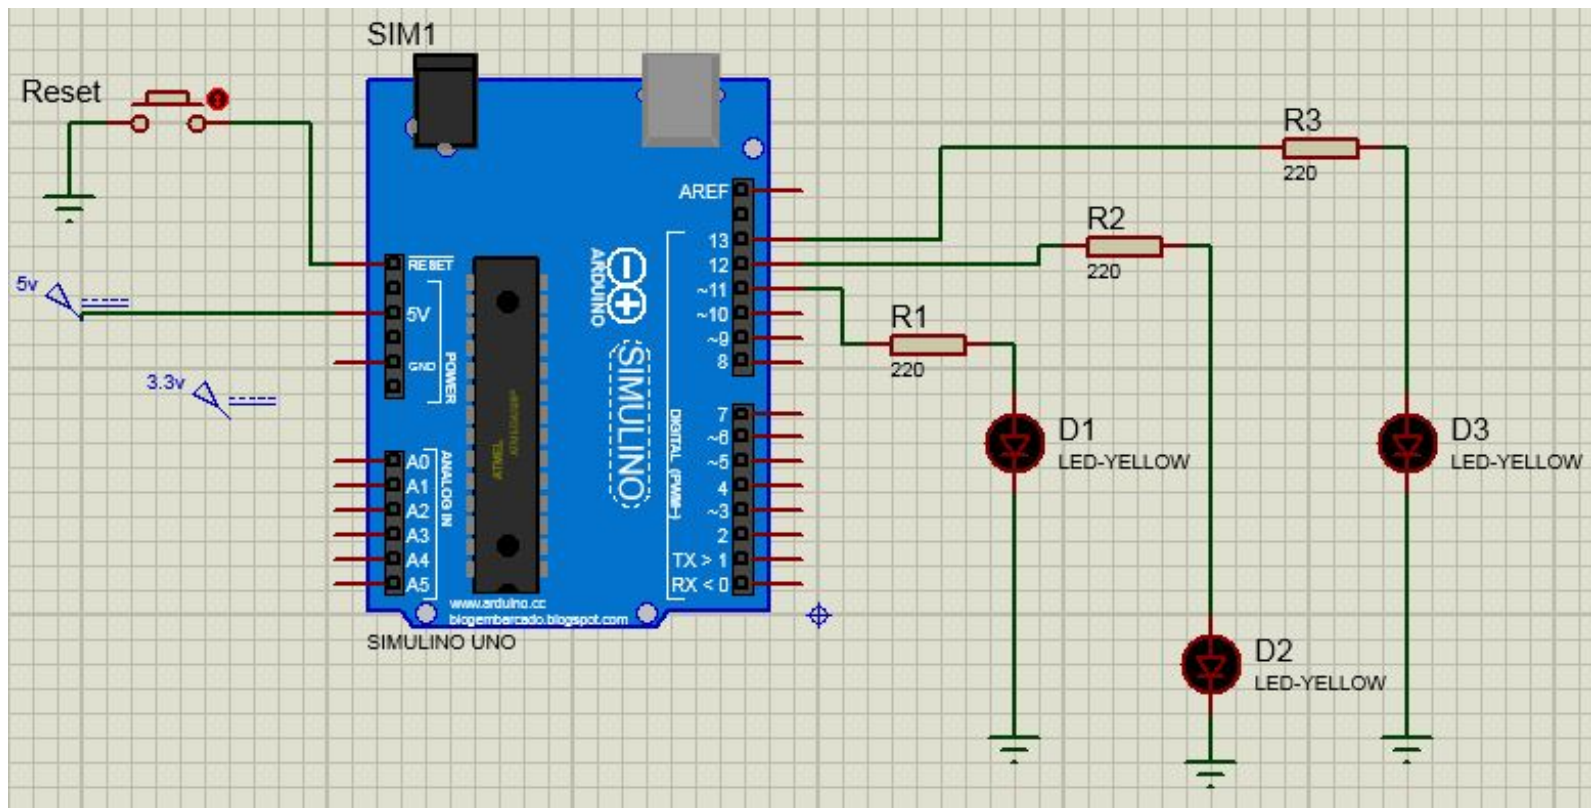 SIM1
Reset
R3
220
AREF
R2
220
13
12
~11
~10
~9
8
R1
220
RESET
5v
5V
GND
POWER
3.3v
ARDUINO
SIMULINO
DIGITAL (PWM~)
7
~6
~5
4
~3
2
TX > 1
RX < 0
ANALOG IN
A0
A1
A2
A3
A4
A5
ATMEL
www.arduino.cc
blogembarcado.blogspot.com
SIMULINO UNO
D1
LED-YELLOW
D3
LED-YELLOW
D2
LED-YELLOW